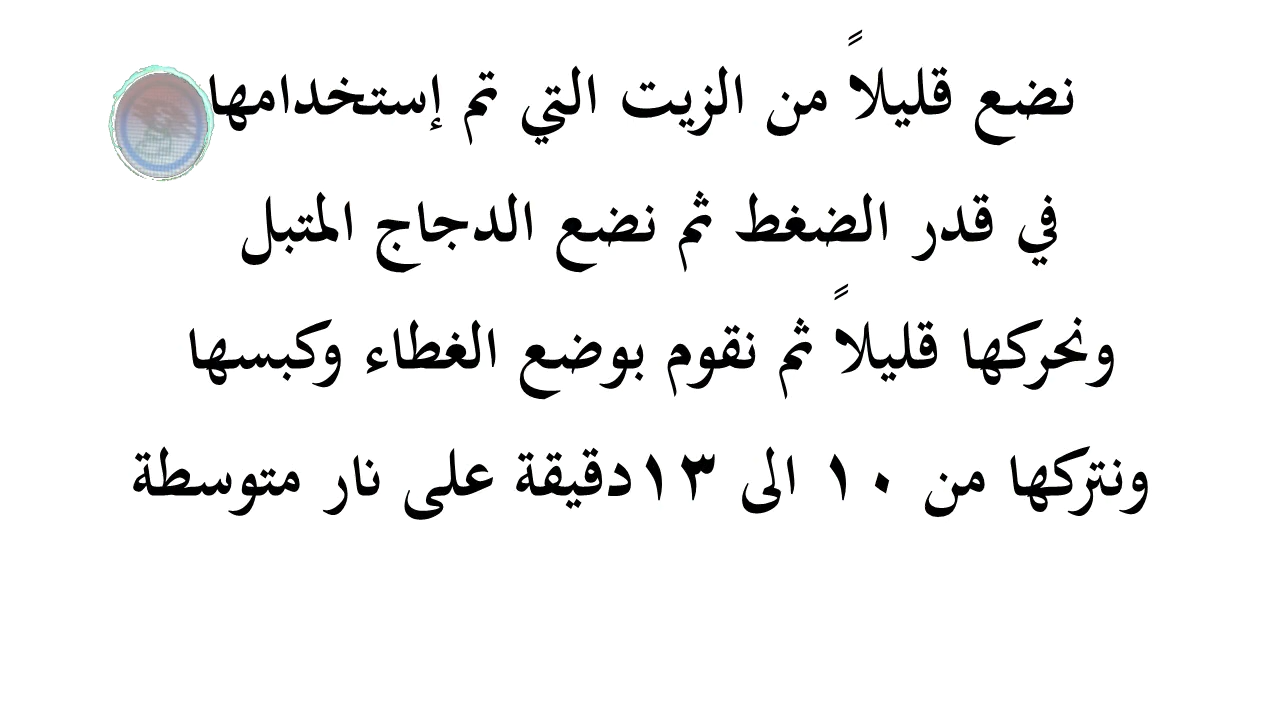 نضع قليلاً من الزيت التي تم إستخدامها
في قدر الضغط ثم نضع الدجاج المتبل
ونحركها قليلاً ثم نقوم بوضع الغطاء وكبسها
ونتركها من ١٠ الى ١٣دقيقة على نار متوسطة